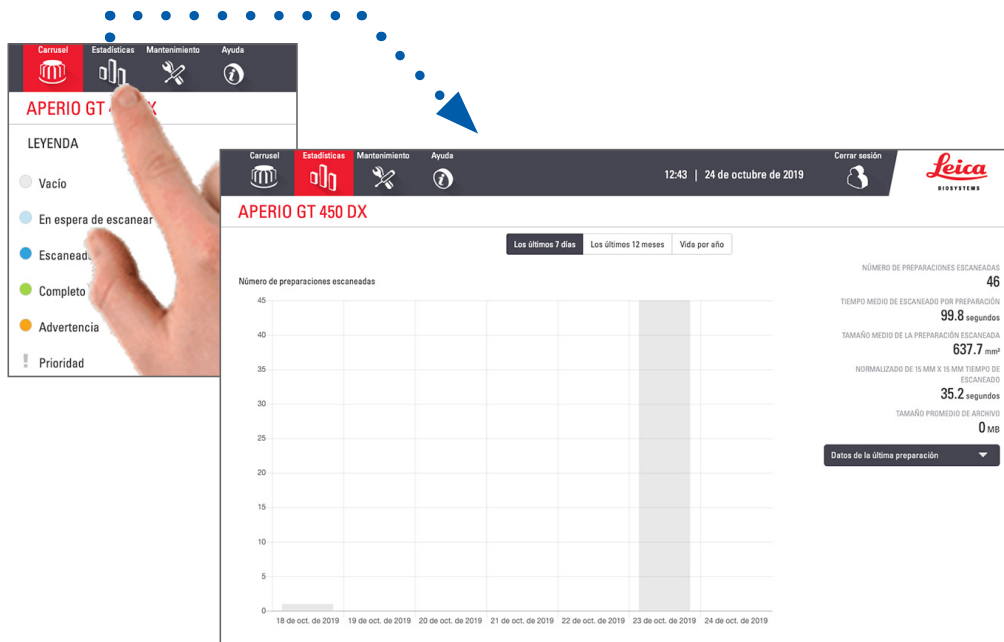 Carrusel
Estadísticas
Mantenimiento
Ayuda
APERIO GT 4 X
LEYENDA
Vacío
En espera de escanear
Escanead
Completo
Advertencia
! Prioridad
Carrusel
Estadísticas
Mantenimiento
Ayuda
12:43 | 24 de octubre de 2019
Cerrar sesión
Leica
BIOSYSTEMS
APERIO GT 450 DX
Los últimos 7 días
Los últimos 12 meses
Vida por año
Número de preparaciones escaneadas
45
40
35
30
25
20
15
10
5
0
18 de oct. de 2019
19 de oct. de 2019
20 de oct. de 2019
21 de oct. de 2019
22 de oct. de 2019
23 de oct. de 2019
24 de oct. de 2019
NÚMERO DE PREPARACIONES ESCANEADAS
46
TIEMPO MEDIO DE ESCANEADO POR PREPARACIÓN
99.8 segundos
TAMAÑO MEDIO DE LA PREPARACIÓN ESCANEADA
637.7 mm²
NORMALIZADO DE 15 MM X 15 MM TIEMPO DE
ESCANEADO
35.2 segundos
TAMAÑO PROMEDIO DE ARCHIVO
0 MB
Datos de la última preparación